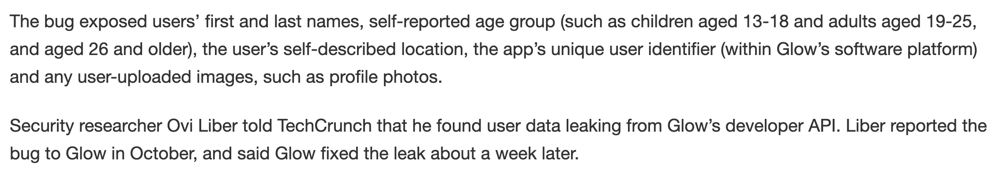 The bug exposed users’ first and last names, self-reported age group (such as children aged 13-18 and adults aged 19-25,
and aged 26 and older), the user’s self-described location, the app’s unique user identifier (within Glow’s software platform)
and any user-uploaded images, such as profile photos.
Security researcher Ovi Liber told TechCrunch that he found user data leaking from Glow’s developer API. Liber reported the
bug to Glow in October, and said Glow fixed the leak about a week later.